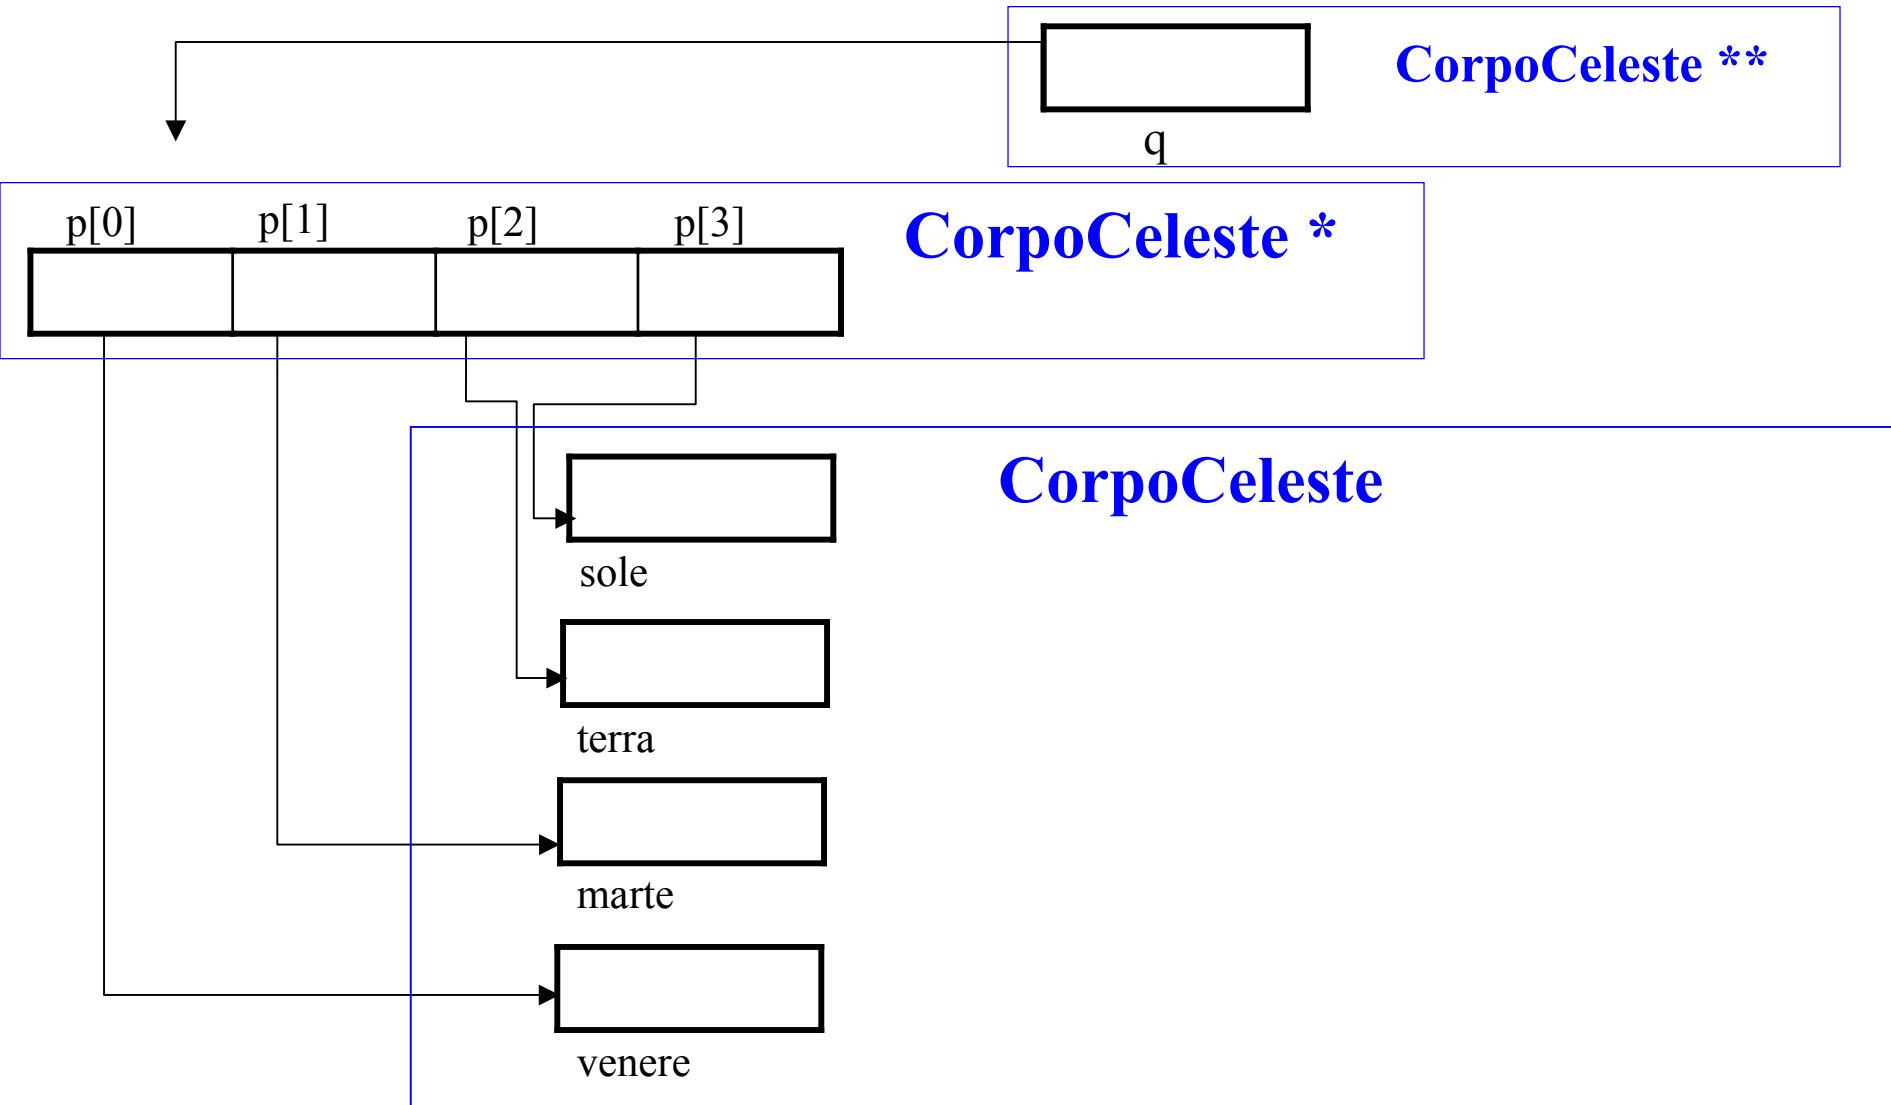 CorpoCeleste **
q
p[0] p[1] p[2] p[3]
CorpoCeleste *
CorpoCeleste
sole
terra
marte
venere